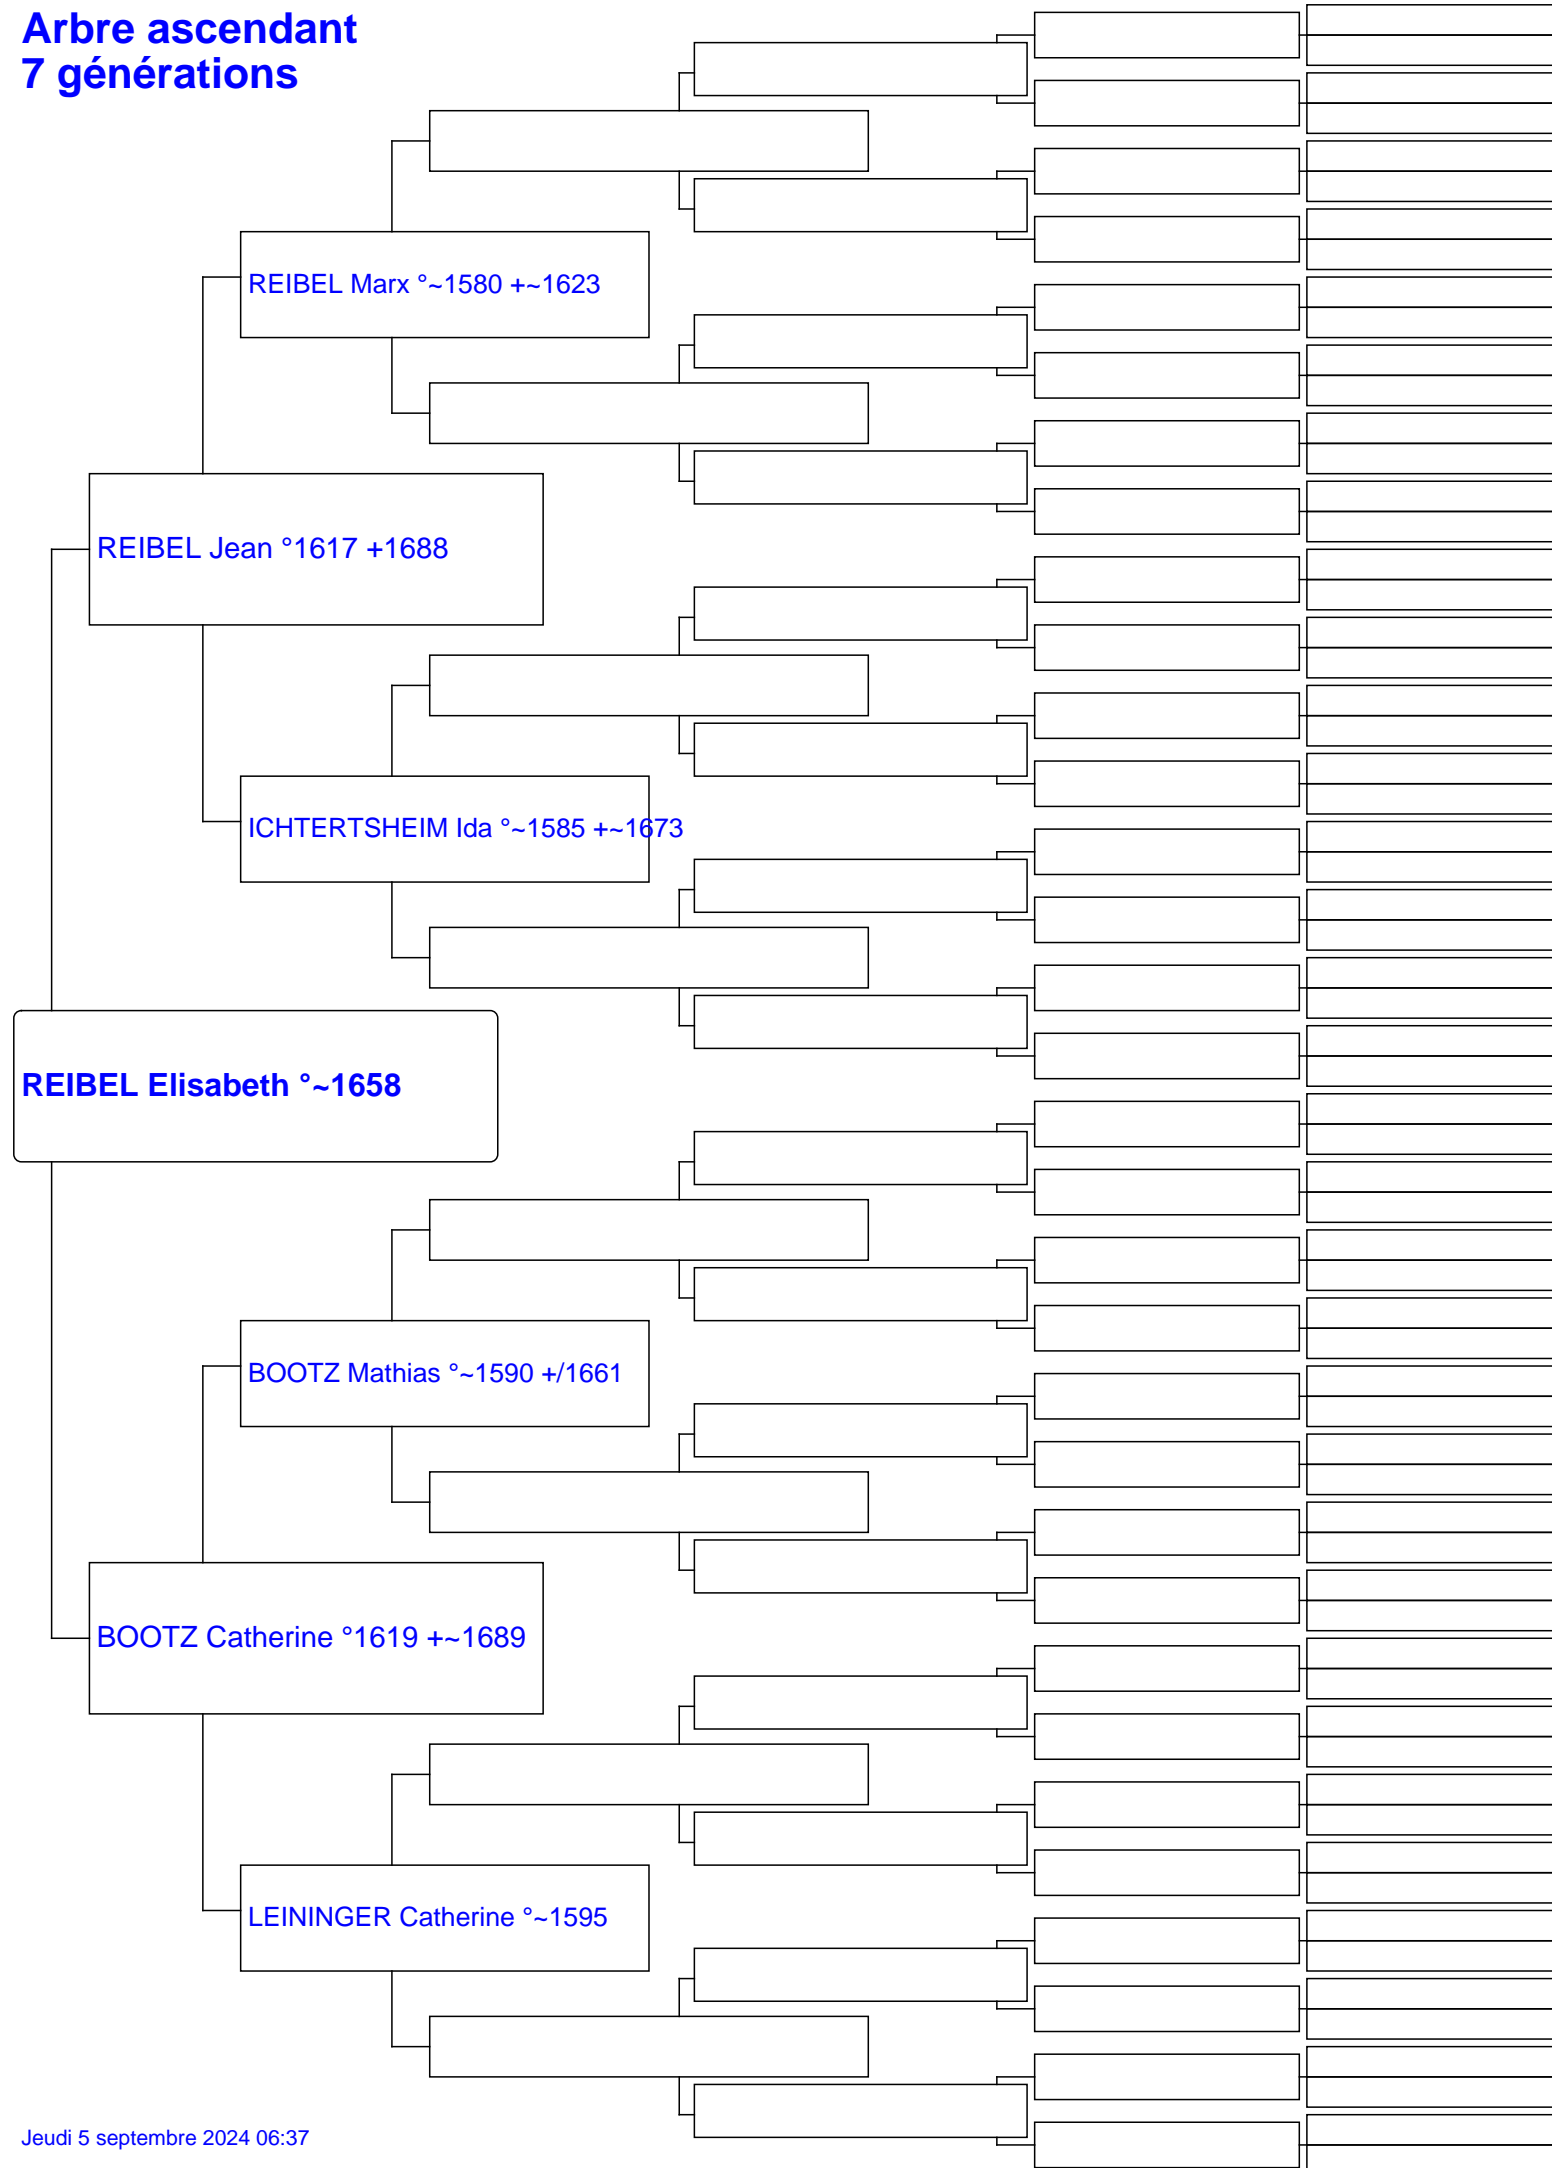 Arbre ascendant
7 générations
REIBEL Marx °~1580 +~1623
REIBEL Jean °1617 +1688
ICHTERTSHEIM Ida °~1585 +~1673
REIBEL Elisabeth °~1658
BOOTZ Mathias °~1590 +/1661
BOOTZ Catherine °1619 +~1689
LEININGER Catherine °~1595
Jeudi 5 septembre 2024 06:37